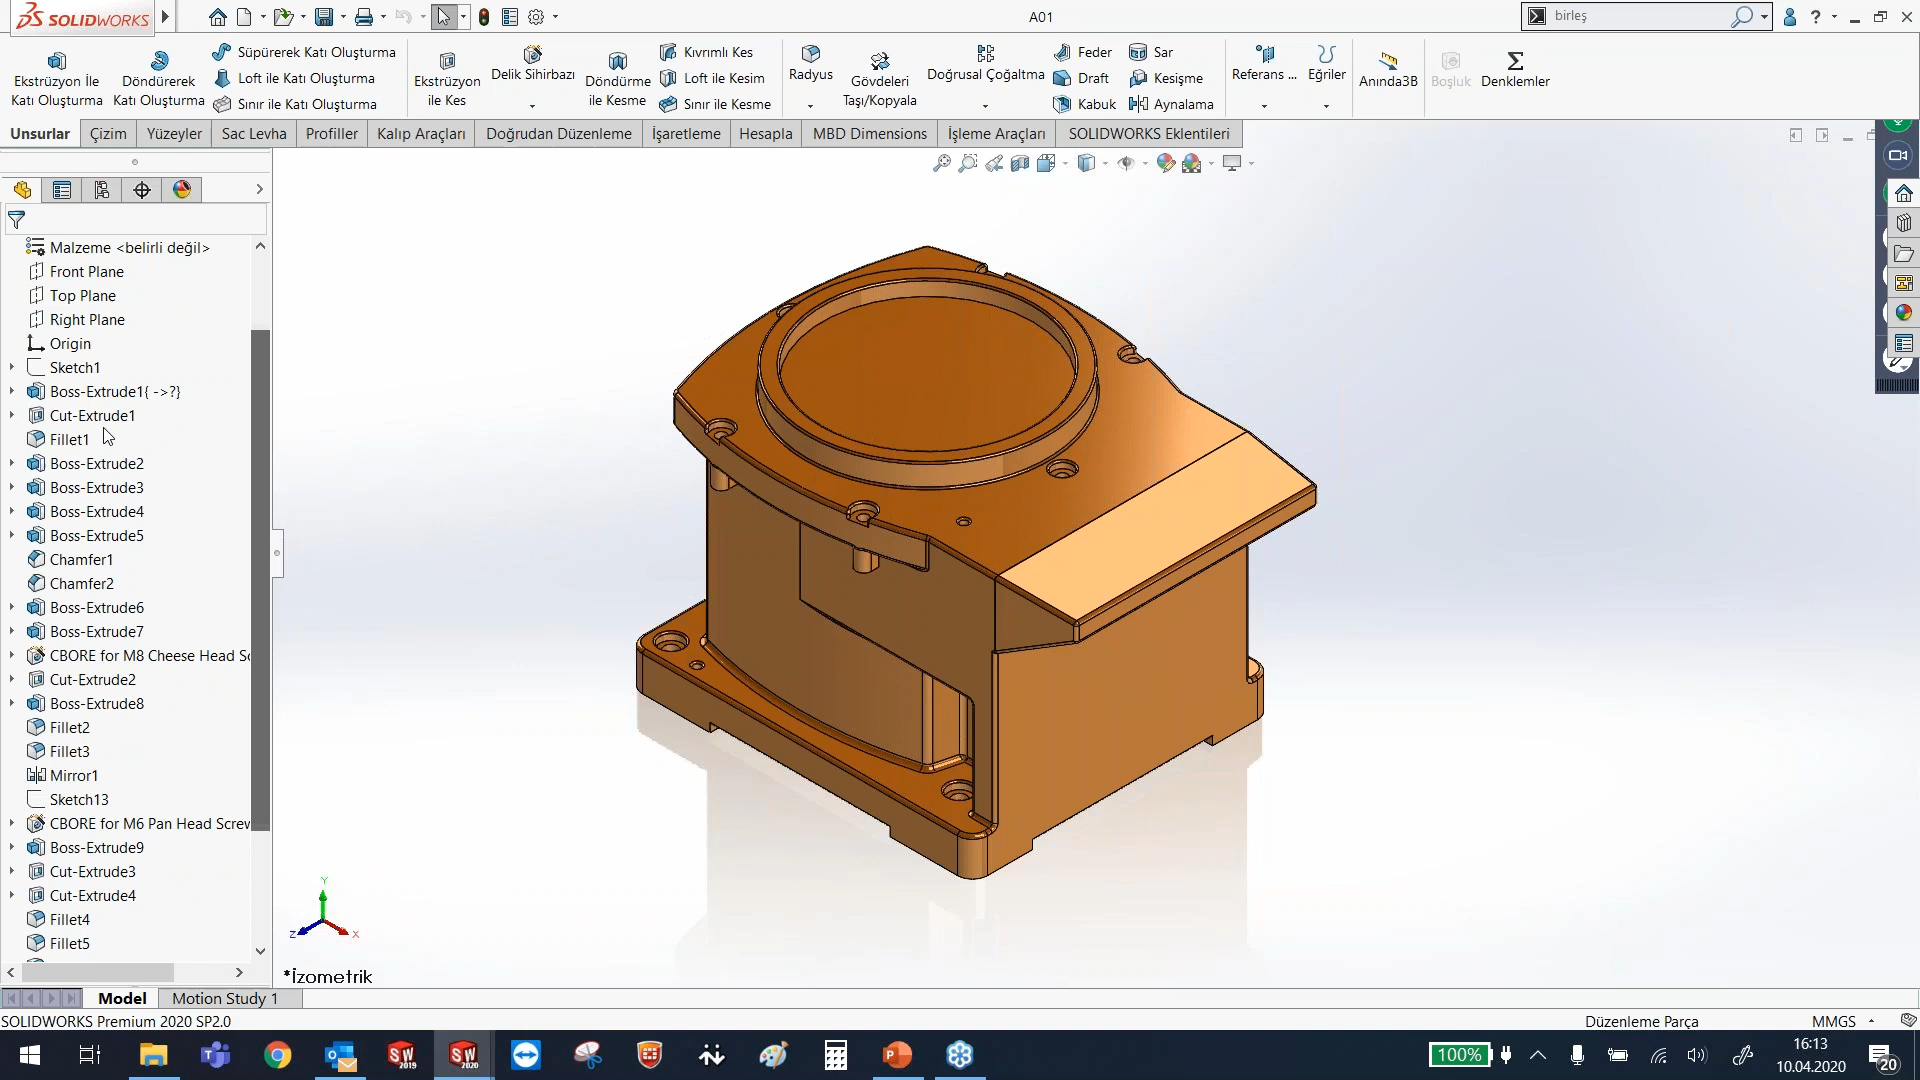 SOLIDWORKS
A01
birleş
Ekstrüzyon İle
Katı Oluşturma
Döndürerek
Katı Oluşturma
Süpürerek Katı Oluşturma
Loft ile Katı Oluşturma
Sınır ile Katı Oluşturma
Ekstrüzyon
ile Kes
Delik Sihirbazı
Döndürme
ile Kesme
Kıvrımlı Kes
Loft ile Kesim
Sınır ile Kesme
Radyus
Gövdeleri
Taşı/Kopyala
Doğrusal Çoğaltma
Feder
Draft
Kabuk
Sar
Kesişme
Aynalama
Referans ...
Eğriler
Anında3B
Boşluk
Denklemler
Unsurlar
Çizim
Yüzeyler
Sac Levha
Profiller
Kalıp Araçları
Doğrudan Düzenleme
İşaretleme
Hesapla
MBD Dimensions
İşleme Araçları
SOLIDWORKS Eklentileri
Malzeme <belirli değil>
Front Plane
Top Plane
Right Plane
Origin
Sketch1
Boss-Extrude1{ ->?}
Cut-Extrude1
Fillet1
Boss-Extrude2
Boss-Extrude3
Boss-Extrude4
Boss-Extrude5
Chamfer1
Chamfer2
Boss-Extrude6
Boss-Extrude7
CBORE for M8 Cheese Head Sc
Cut-Extrude2
Boss-Extrude8
Fillet2
Fillet3
Mirror1
Sketch13
CBORE for M6 Pan Head Screw
Boss-Extrude9
Cut-Extrude3
Cut-Extrude4
Fillet4
Fillet5
Y
Z
X
*İzometrik
Model
Motion Study 1
SOLIDWORKS Premium 2020 SP2.0
Düzenleme Parça
MMGS
SW
2019
SW
2020
100%
16:13
10.04.2020
20